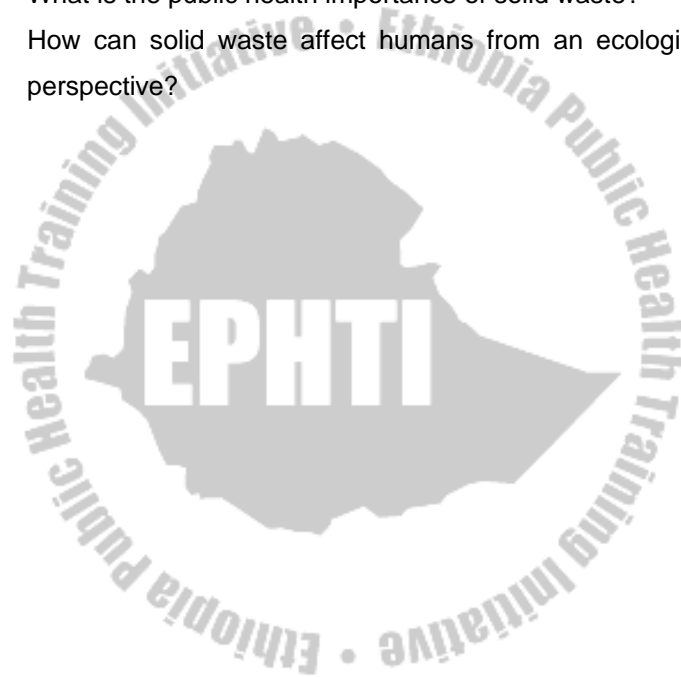 What is the public health importance of solid waste?
How can solid waste affect humans from an ecologi
perspective?
Ethiopia Public Health Training Initiative • Ethiopia Public Health Training Initiative •
EPHTI